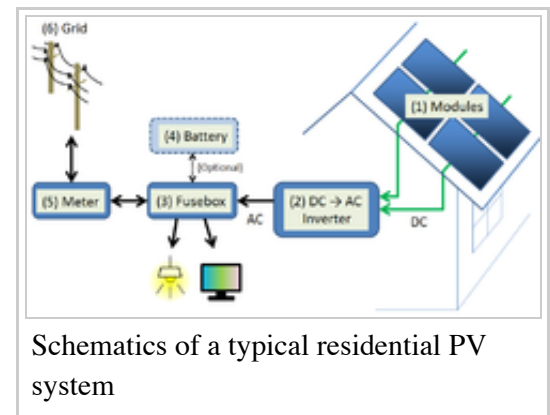 (6) Grid
(1) Modules
(4) Battery
[Optional]
(5) Meter
(3) Fusebox
(2) DC → AC
Inverter
AC
DC
Schematics of a typical residential PV
system